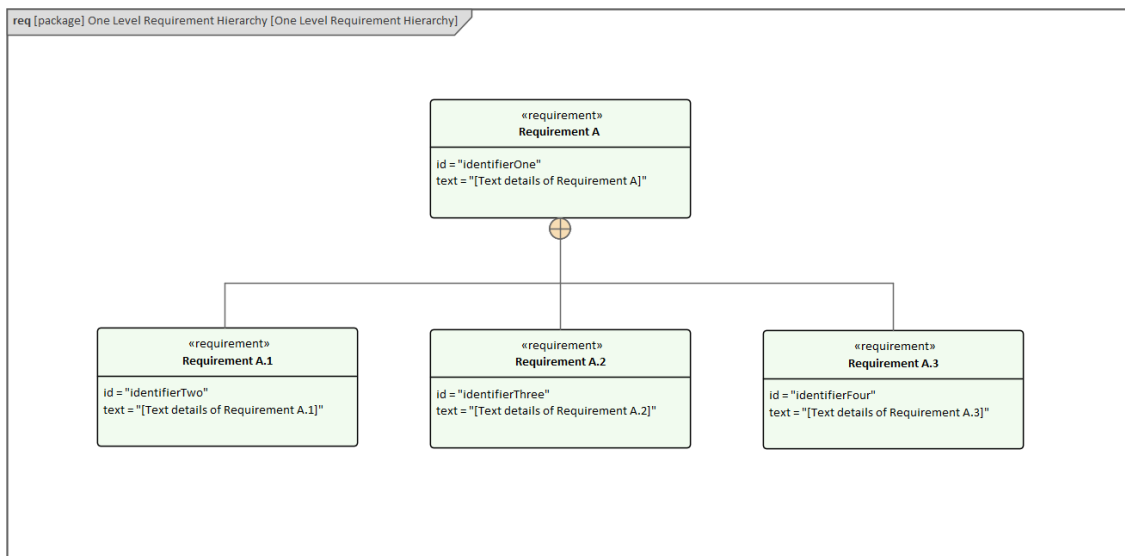 req [package] One Level Requirement Hierarchy [One Level Requirement Hierarchy]
«requirement»
Requirement A
id = "identifierOne"
text = "[Text details of Requirement A]"
«requirement»
Requirement A.1
id = "identifierTwo"
text = "[Text details of Requirement A.1]"
«requirement»
Requirement A.2
id = "identifierThree"
text = "[Text details of Requirement A.2]"
«requirement»
Requirement A.3
id = "identifierFour"
text = "[Text details of Requirement A.3]"